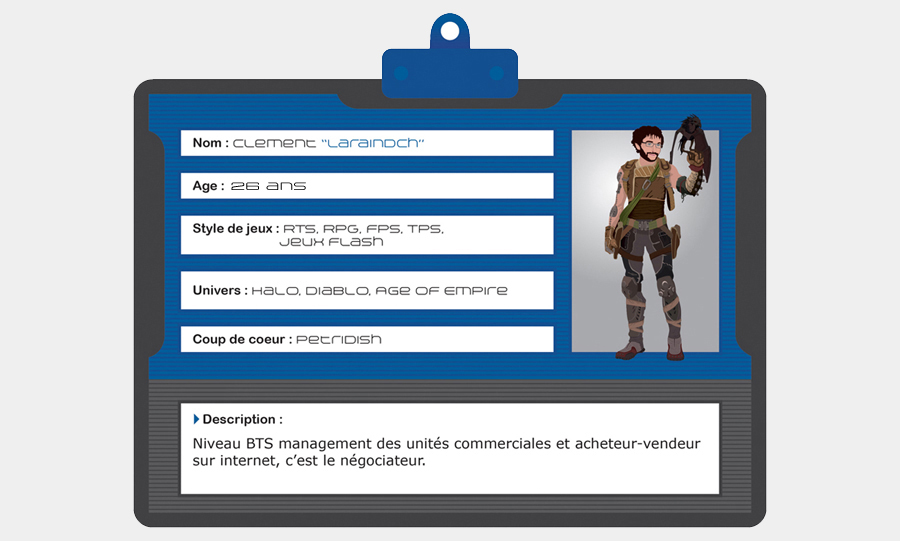 Nom : Clement "Laraindch"
Age : 26 ans
Style de jeux : RTS, RPG, FPS, TPS,
Jeux Flash
Univers : Halo, Diablo, Age of Empire
Coup de coeur : Petridish
Description :
Niveau BTS management des unités commerciales et acheteur-vendeur
sur internet, c’est le négociateur.